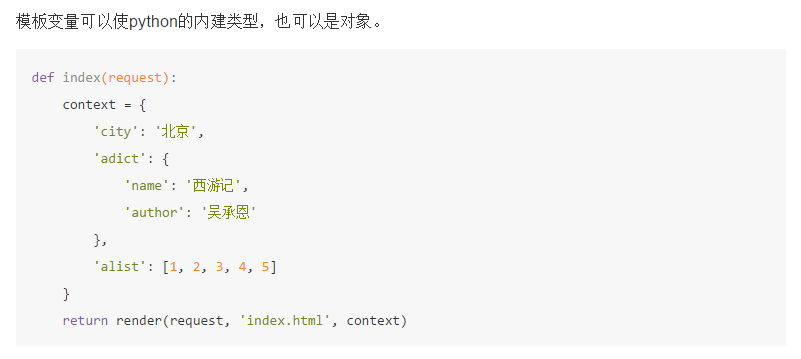 模板变量可以使python的内建类型，也可以是对象。
def index(request):
    context = {
        'city': '北京',
        'adict': {
            'name': '西游记',
            'author': '吴承恩'
        },
        'alist': [1, 2, 3, 4, 5]
    }
    return render(request, 'index.html', context)